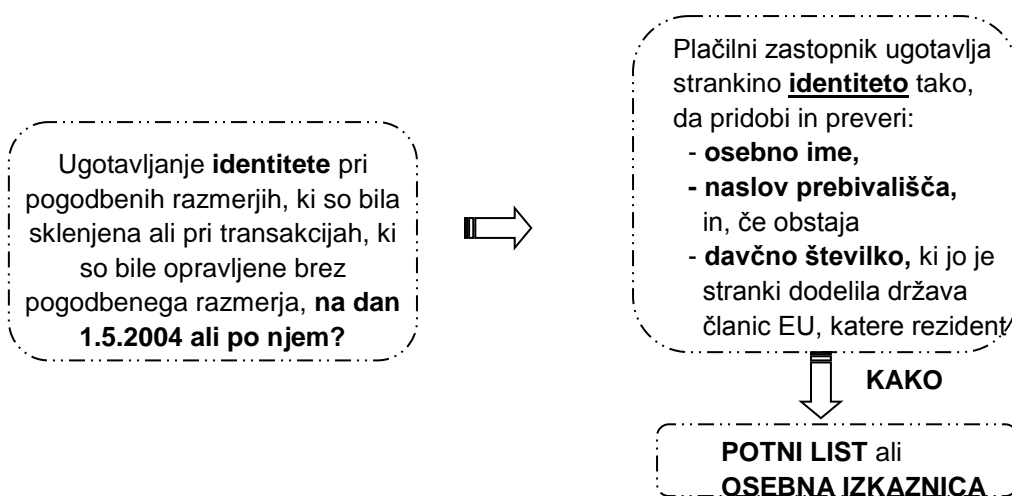 Ugotavljanje identitete pri
pogodbenih razmerjih, ki so bila
sklenjena ali pri transakcijah, ki
so bile opravljene brez
pogodbenega razmerja, na dan
1.5.2004 ali po njem?
Plačilni zastopnik ugotavlja
strankino identiteto tako,
da pridobi in preveri:
- osebno ime,
- naslov prebivališča,
in, če obstaja
- davčno številko, ki jo je
stranki dodelila država
članic EU, katere rezident
KAKO
POTNI LIST ali
OSEBNA IZKAZNICA